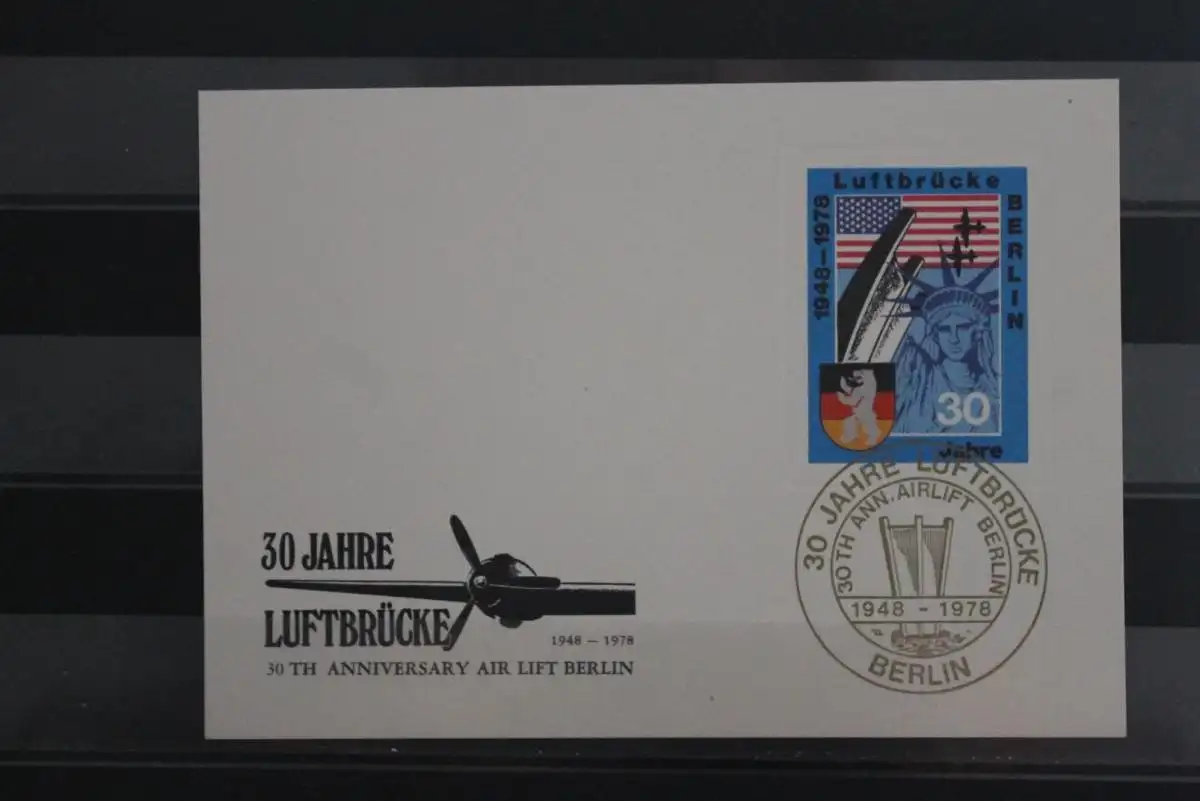 Luftbrücke
BERLIN
1948-1978
30
Jahre
30 JAHRE LUFTBRÜCKE
30 TH ANN. AIRLIFT BERLIN
1948 - 1978
BERLIN
30 JAHRE
LUFTBRÜCKE
1948 - 1978
30 TH ANNIVERSARY AIR LIFT BERLIN